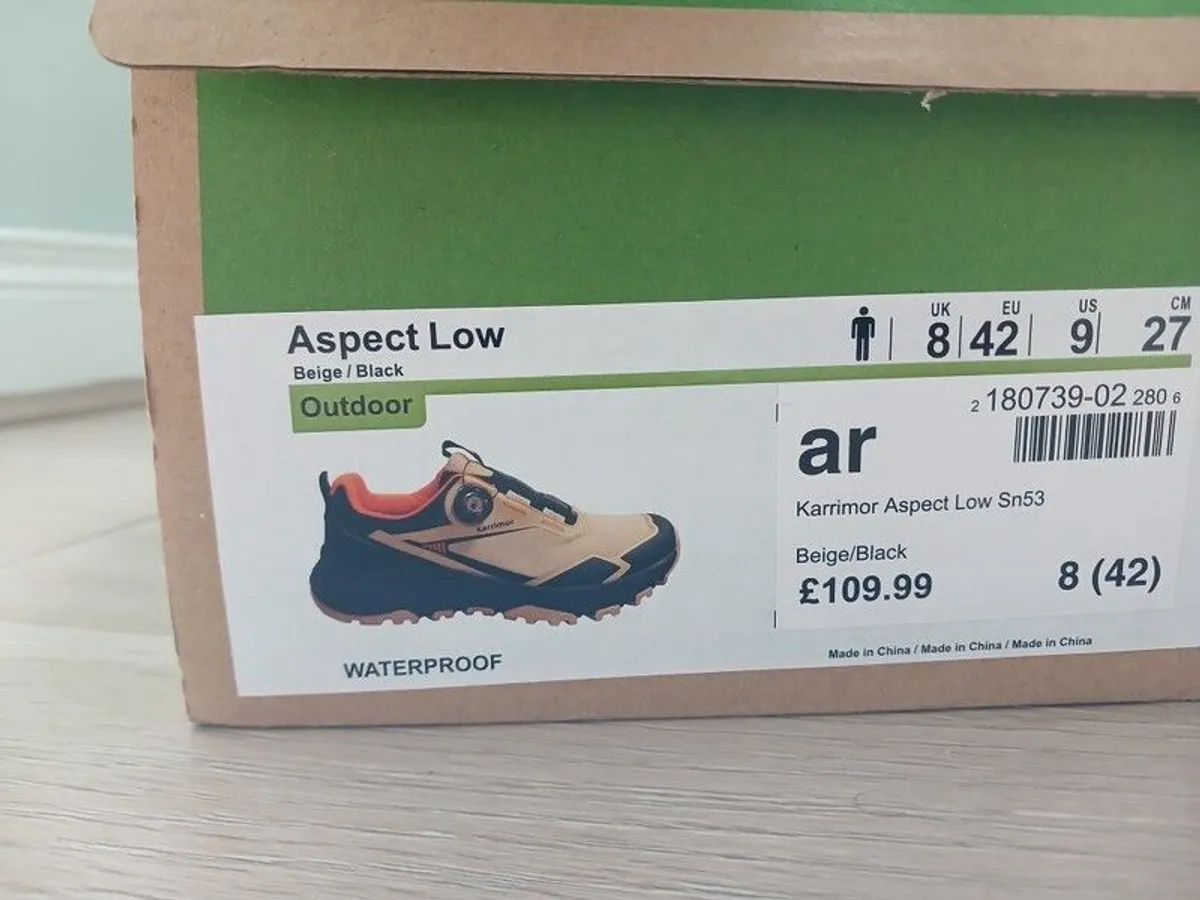 Aspect Low
Beige / Black
Outdoor
UK EU US CM
8 42 9 27
2 180739-02 280 6
ar
Karrimor Aspect Low Sn53
Beige/Black
£109.99 8 (42)
Karrimor
WATERPROOF
Made in China / Made in China / Made in China